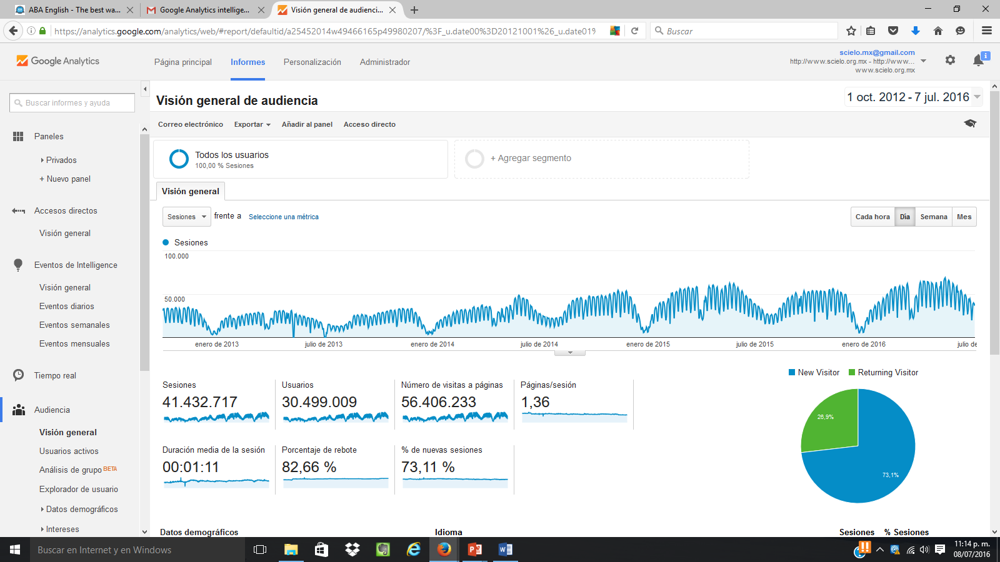 ABA English - The best wa...
Google Analytics intellige...
Visión general de audienci...
https://analytics.google.com/analytics/web/#report/defaultid/a25452014w49466165p49980207/%3F_u.date00%3D20121001%26_u.date01%
Buscar
Google Analytics
Página principal
Informes
Personalización
Administrador
scielo.mx@gmail.com
http://www.scielo.org.mx - http://www...
www.scielo.org.mx
Buscar informes y ayuda
Visión general de audiencia
1 oct. 2012 - 7 jul. 2016
Correo electrónico
Exportar
Añadir al panel
Acceso directo
Paneles
Privados
+ Nuevo panel
Accesos directos
Visión general
Eventos de Intelligence
Visión general
Eventos diarios
Eventos semanales
Eventos mensuales
Tiempo real
Audiencia
Visión general
Usuarios activos
Análisis de grupo BETA
Explorador de usuario
Datos demográficos
Intereses
Todos los usuarios
100,00 % Sesiones
+ Agregar segmento
Visión general
Sesiones
frente a
Seleccione una métrica
Cada hora
Día
Semana
Mes
Sesiones
100.000
50.000
enero de 2013
julio de 2013
enero de 2014
julio de 2014
enero de 2015
julio de 2015
enero de 2016
julio de
Sesiones
41.432.717
Usuarios
30.499.009
Número de visitas a páginas
56.406.233
Páginas/sesión
1,36
Duración media de la sesión
00:01:11
Porcentaje de rebote
82,66 %
% de nuevas sesiones
73,11 %
New Visitor
Returning Visitor
26,9%
73,1%
Datos demográficos
Idioma
Sesiones
% Sesiones
Buscar en Internet y en Windows
11:14 p. m.
08/07/2016